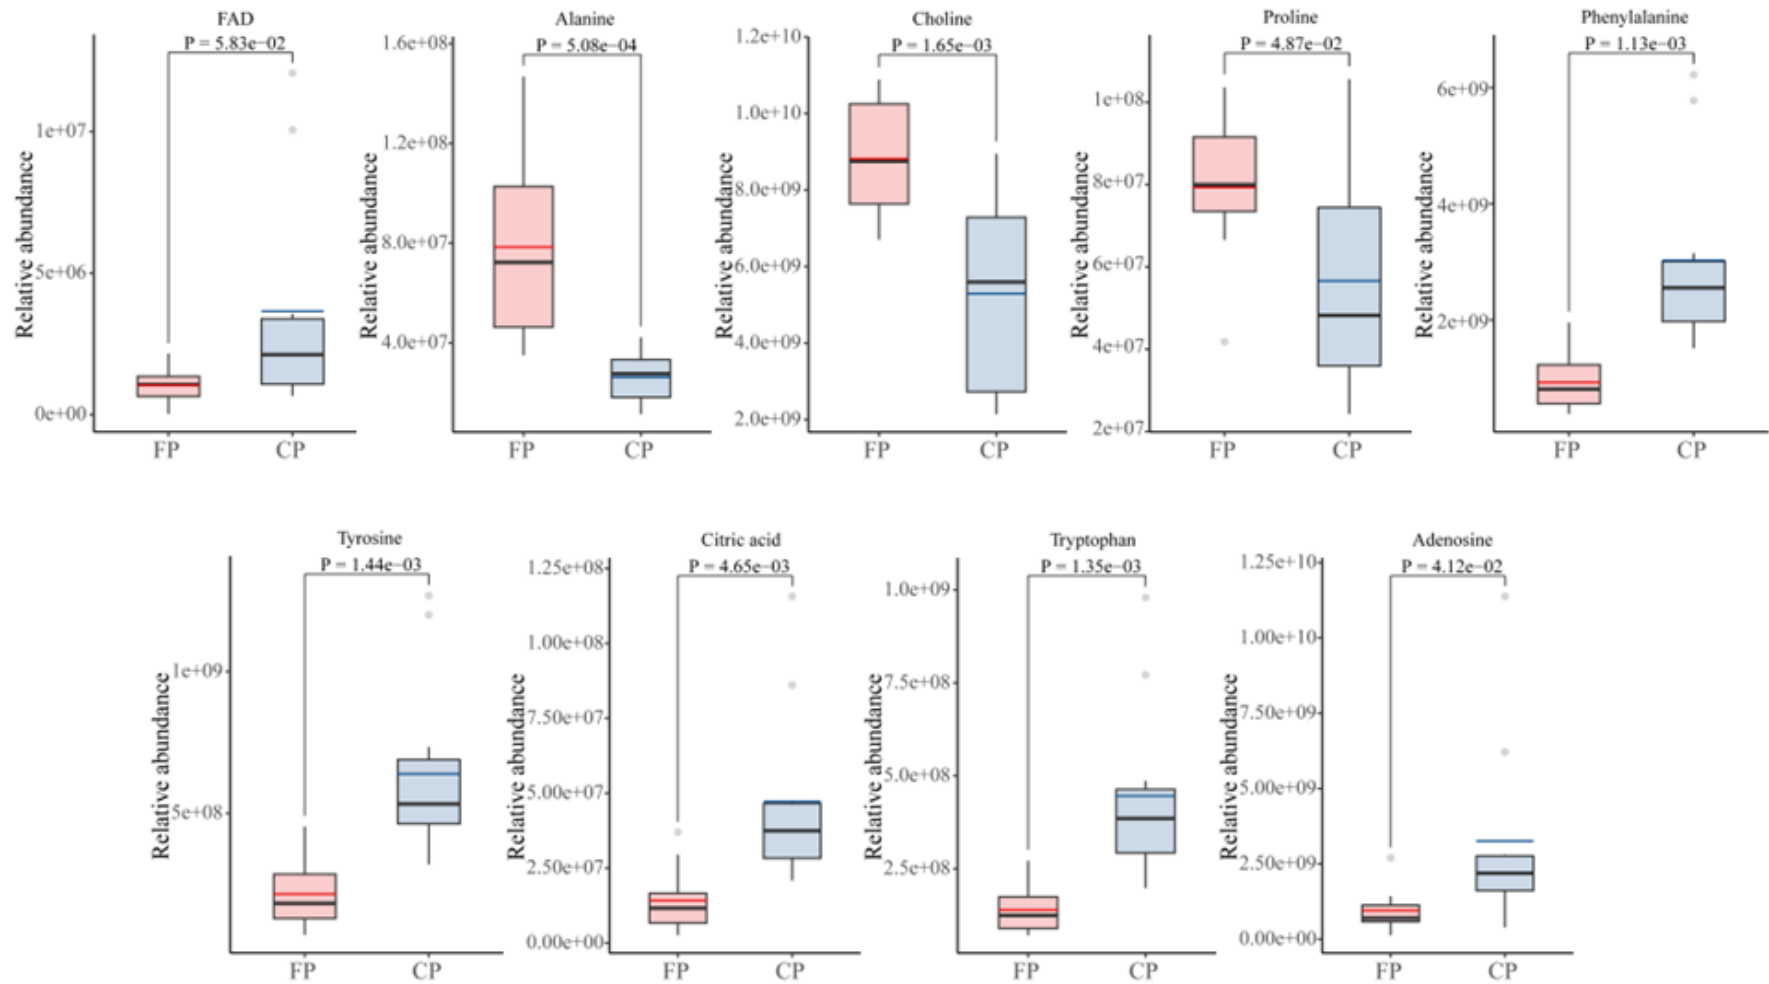 FAD
P = 5.83e−02
Relative abundance
1e+07
5e+06
0e+00
FP
CP
Alanine
P = 5.08e−04
Relative abundance
1.6e+08
1.2e+08
8.0e+07
4.0e+07
FP
CP
Choline
P = 1.65e−03
Relative abundance
1.2e+10
1.0e+10
8.0e+09
6.0e+09
4.0e+09
2.0e+09
FP
CP
Proline
P = 4.87e−02
Relative abundance
1e+08
8e+07
6e+07
4e+07
2e+07
FP
CP
Phenylalanine
P = 1.13e−03
Relative abundance
6e+09
4e+09
2e+09
FP
CP
Tyrosine
P = 1.44e−03
Relative abundance
1e+09
5e+08
FP
CP
Citric acid
P = 4.65e−03
Relative abundance
1.25e+08
1.00e+08
7.50e+07
5.00e+07
2.50e+07
0.00e+00
FP
CP
Tryptophan
P = 1.35e−03
Relative abundance
1.0e+09
7.5e+08
5.0e+08
2.5e+08
FP
CP
Adenosine
P = 4.12e−02
Relative abundance
1.25e+10
1.00e+10
7.50e+09
5.00e+09
2.50e+09
0.00e+00
FP
CP